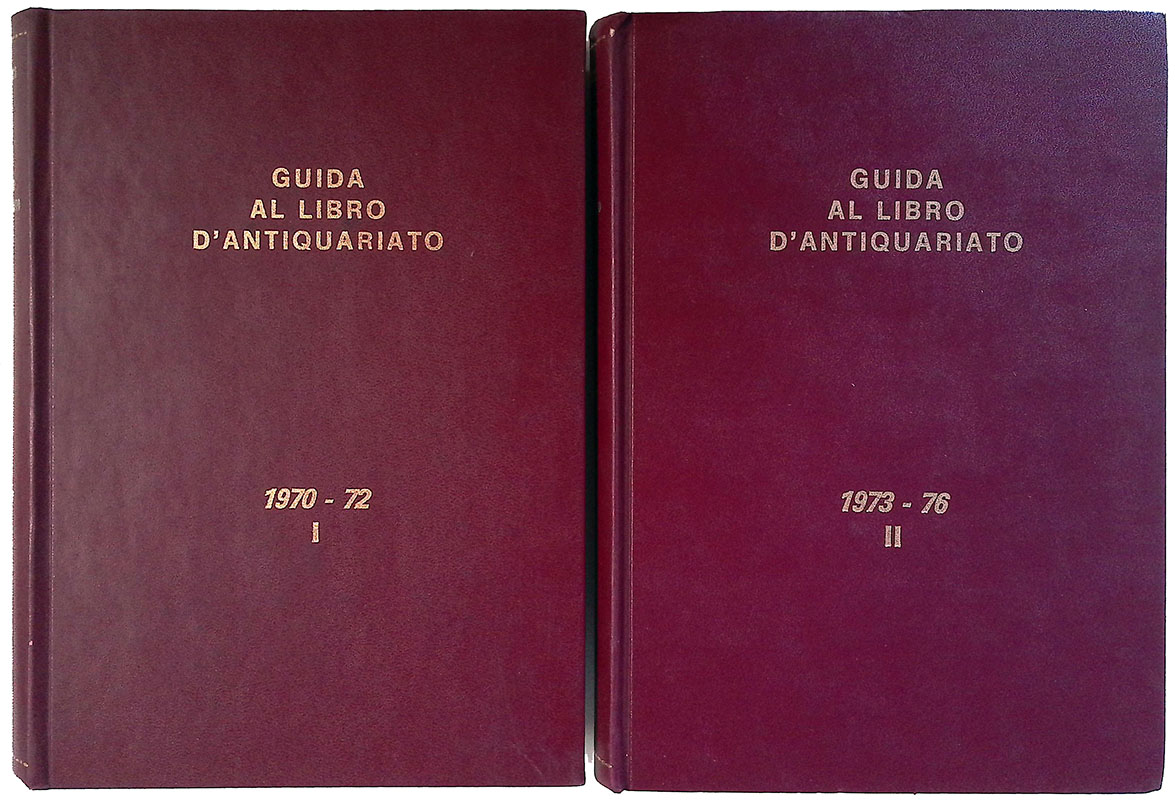 GUIDA
AL LIBRO
D'ANTIQUARIATO
1970 - 72
I
GUIDA
AL LIBRO
D'ANTIQUARIATO
1973 - 76
II